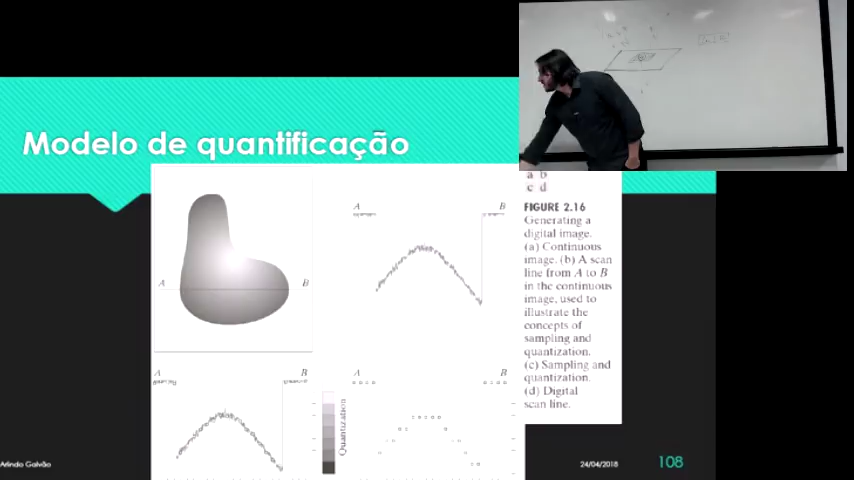 Modelo de quantificação
A B
A B
a b
c d
FIGURE 2.16
Generating a
digital image.
(a) Continuous
image. (b) A scan
line from A to B
in the continuous
image, used to
illustrate the
concepts of
sampling and
quantization.
(c) Sampling and
quantization.
(d) Digital
scan line.
A B
A B
Quantization
Arlindo Galvão
24/04/2018
108